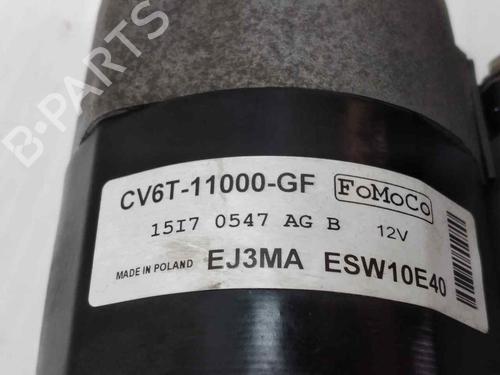 B-PARTS
CV6T-11000-GF FoMoCo
15I7 0547 AG B 12V
MADE IN POLAND EJ3MA ESW10E40